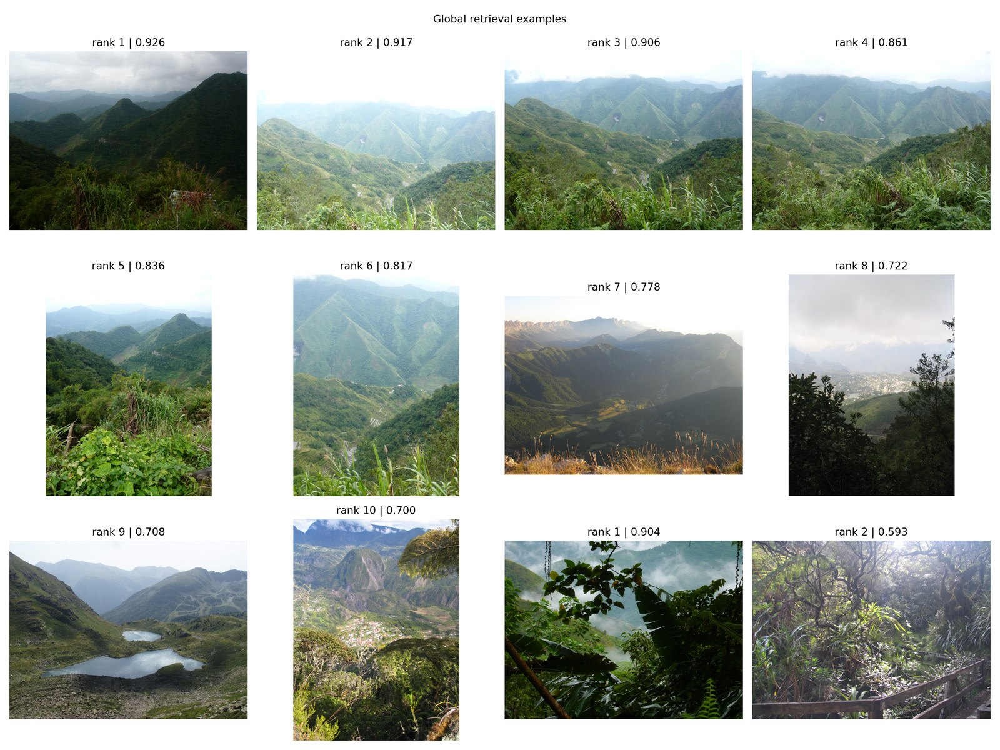 Global retrieval examples
rank 1 | 0.926
rank 2 | 0.917
rank 3 | 0.906
rank 4 | 0.861
rank 5 | 0.836
rank 6 | 0.817
rank 7 | 0.778
rank 8 | 0.722
rank 9 | 0.708
rank 10 | 0.700
rank 1 | 0.904
rank 2 | 0.593